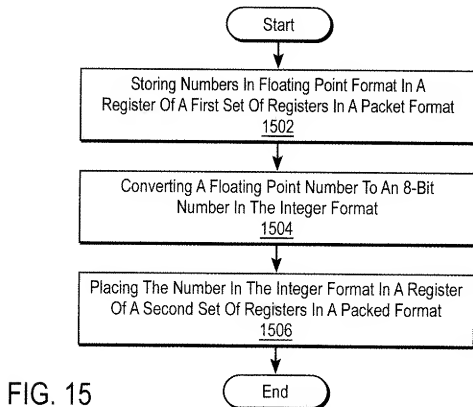 Start
Storing Numbers In Floating Point Format In A
Register Of A First Set Of Registers In A Packet Format
1502
Converting A Floating Point Number To An 8-Bit
Number In The Integer Format
1504
Placing The Number In The Integer Format In A Register
Of A Second Set Of Registers In A Packed Format
1506
End
FIG. 15